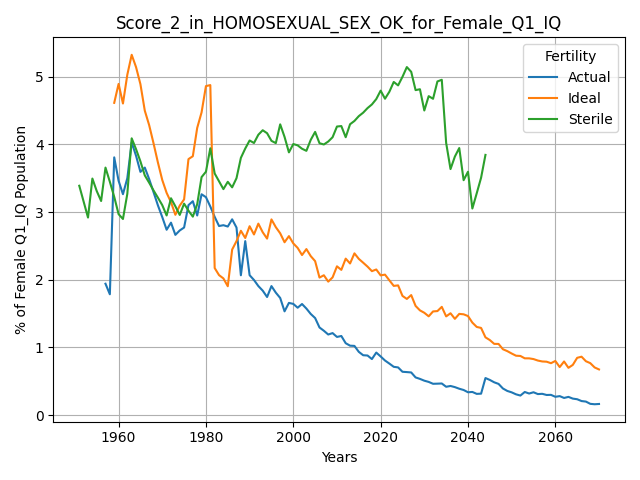 Score_2_in_HOMOSEXUAL_SEX_OK_for_Female_Q1_IQ
% of Female Q1_IQ Population
5
4
3
2
1
0
Fertility
Actual
Ideal
Sterile
1960 1980 2000 2020 2040 2060
Years